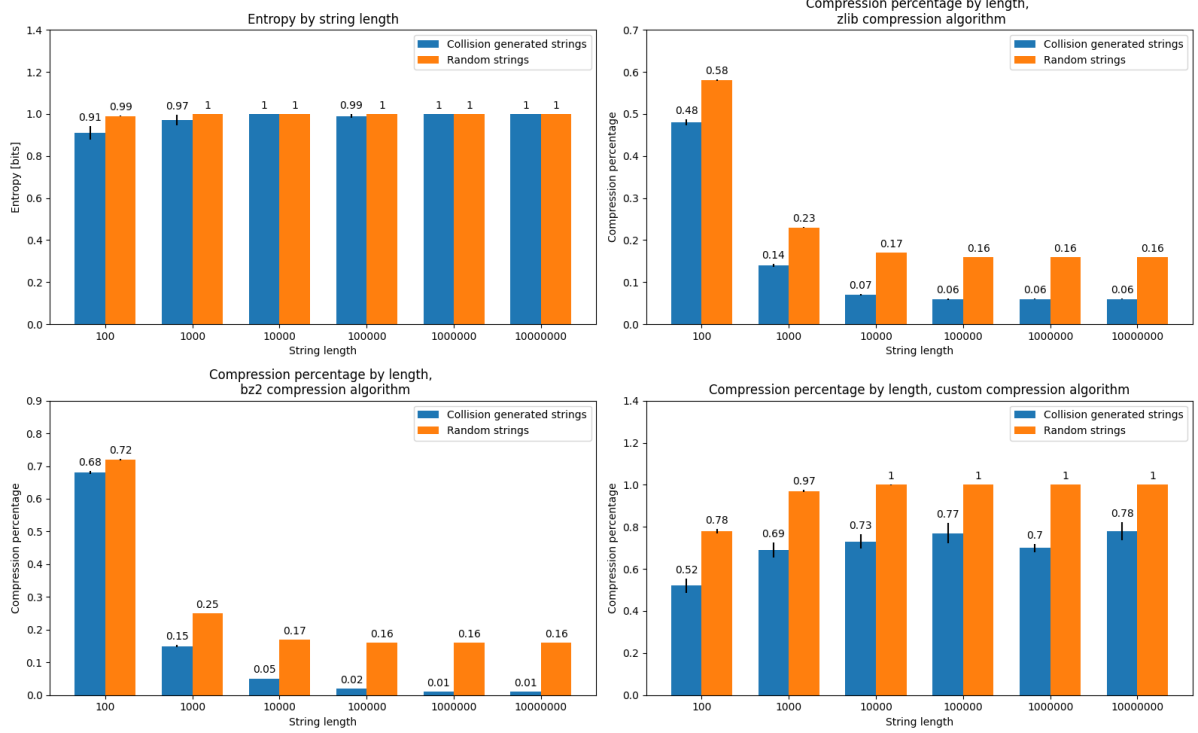 Entropy by string length
Entropy [bits]
1.4
1.2
1.0
0.8
0.6
0.4
0.2
0.0
Collision generated strings
Random strings
0.91 0.99 0.97 1 1 1 0.99 1 1 1 1 1
100 1000 10000 100000 1000000 10000000
String length
Compression percentage by length,
zlib compression algorithm
Compression percentage
0.7
0.6
0.5
0.4
0.3
0.2
0.1
0.0
Collision generated strings
Random strings
0.48 0.58 0.14 0.23 0.07 0.17 0.06 0.16 0.06 0.16 0.06 0.16
100 1000 10000 100000 1000000 10000000
String length
Compression percentage by length,
bz2 compression algorithm
Compression percentage
0.9
0.8
0.7
0.6
0.5
0.4
0.3
0.2
0.1
0.0
Collision generated strings
Random strings
0.68 0.72 0.15 0.25 0.05 0.17 0.02 0.16 0.01 0.16 0.01 0.16
100 1000 10000 100000 1000000 10000000
String length
Compression percentage by length, custom compression algorithm
Compression percentage
1.4
1.2
1.0
0.8
0.6
0.4
0.2
0.0
Collision generated strings
Random strings
0.52 0.78 0.69 0.97 0.73 1 0.77 1 0.7 1 0.78 1
100 1000 10000 100000 1000000 10000000
String length